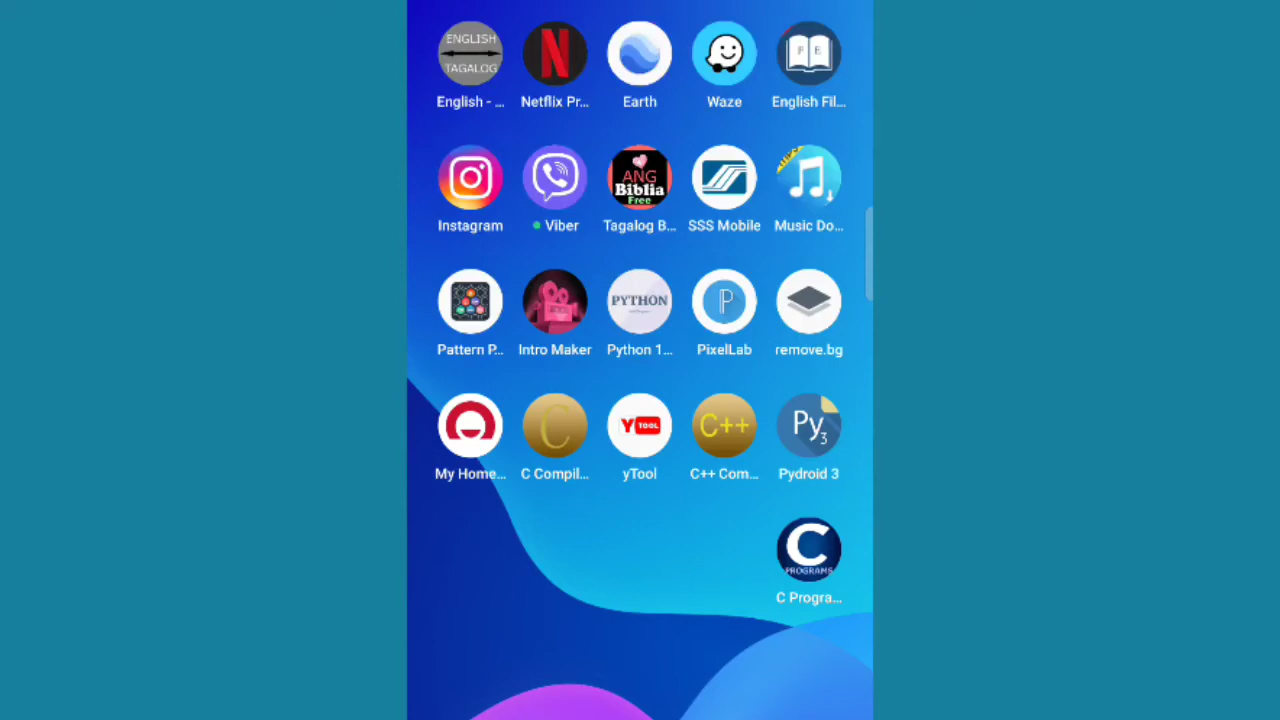 ENGLISH
TAGALOG
N
F E
English - ...
Netflix Pr...
Earth
Waze
English Fil...
ANG
Biblia
Free
MP3
Instagram
Viber
Tagalog B...
SSS Mobile
Music Do...
PYTHON
P
Pattern P...
Intro Maker
Python 1...
PixelLab
remove.bg
C
Y TOOL
C++
Py3
My Home...
C Compil...
yTool
C++ Com...
Pydroid 3
C
PROGRAMS
C Progra...